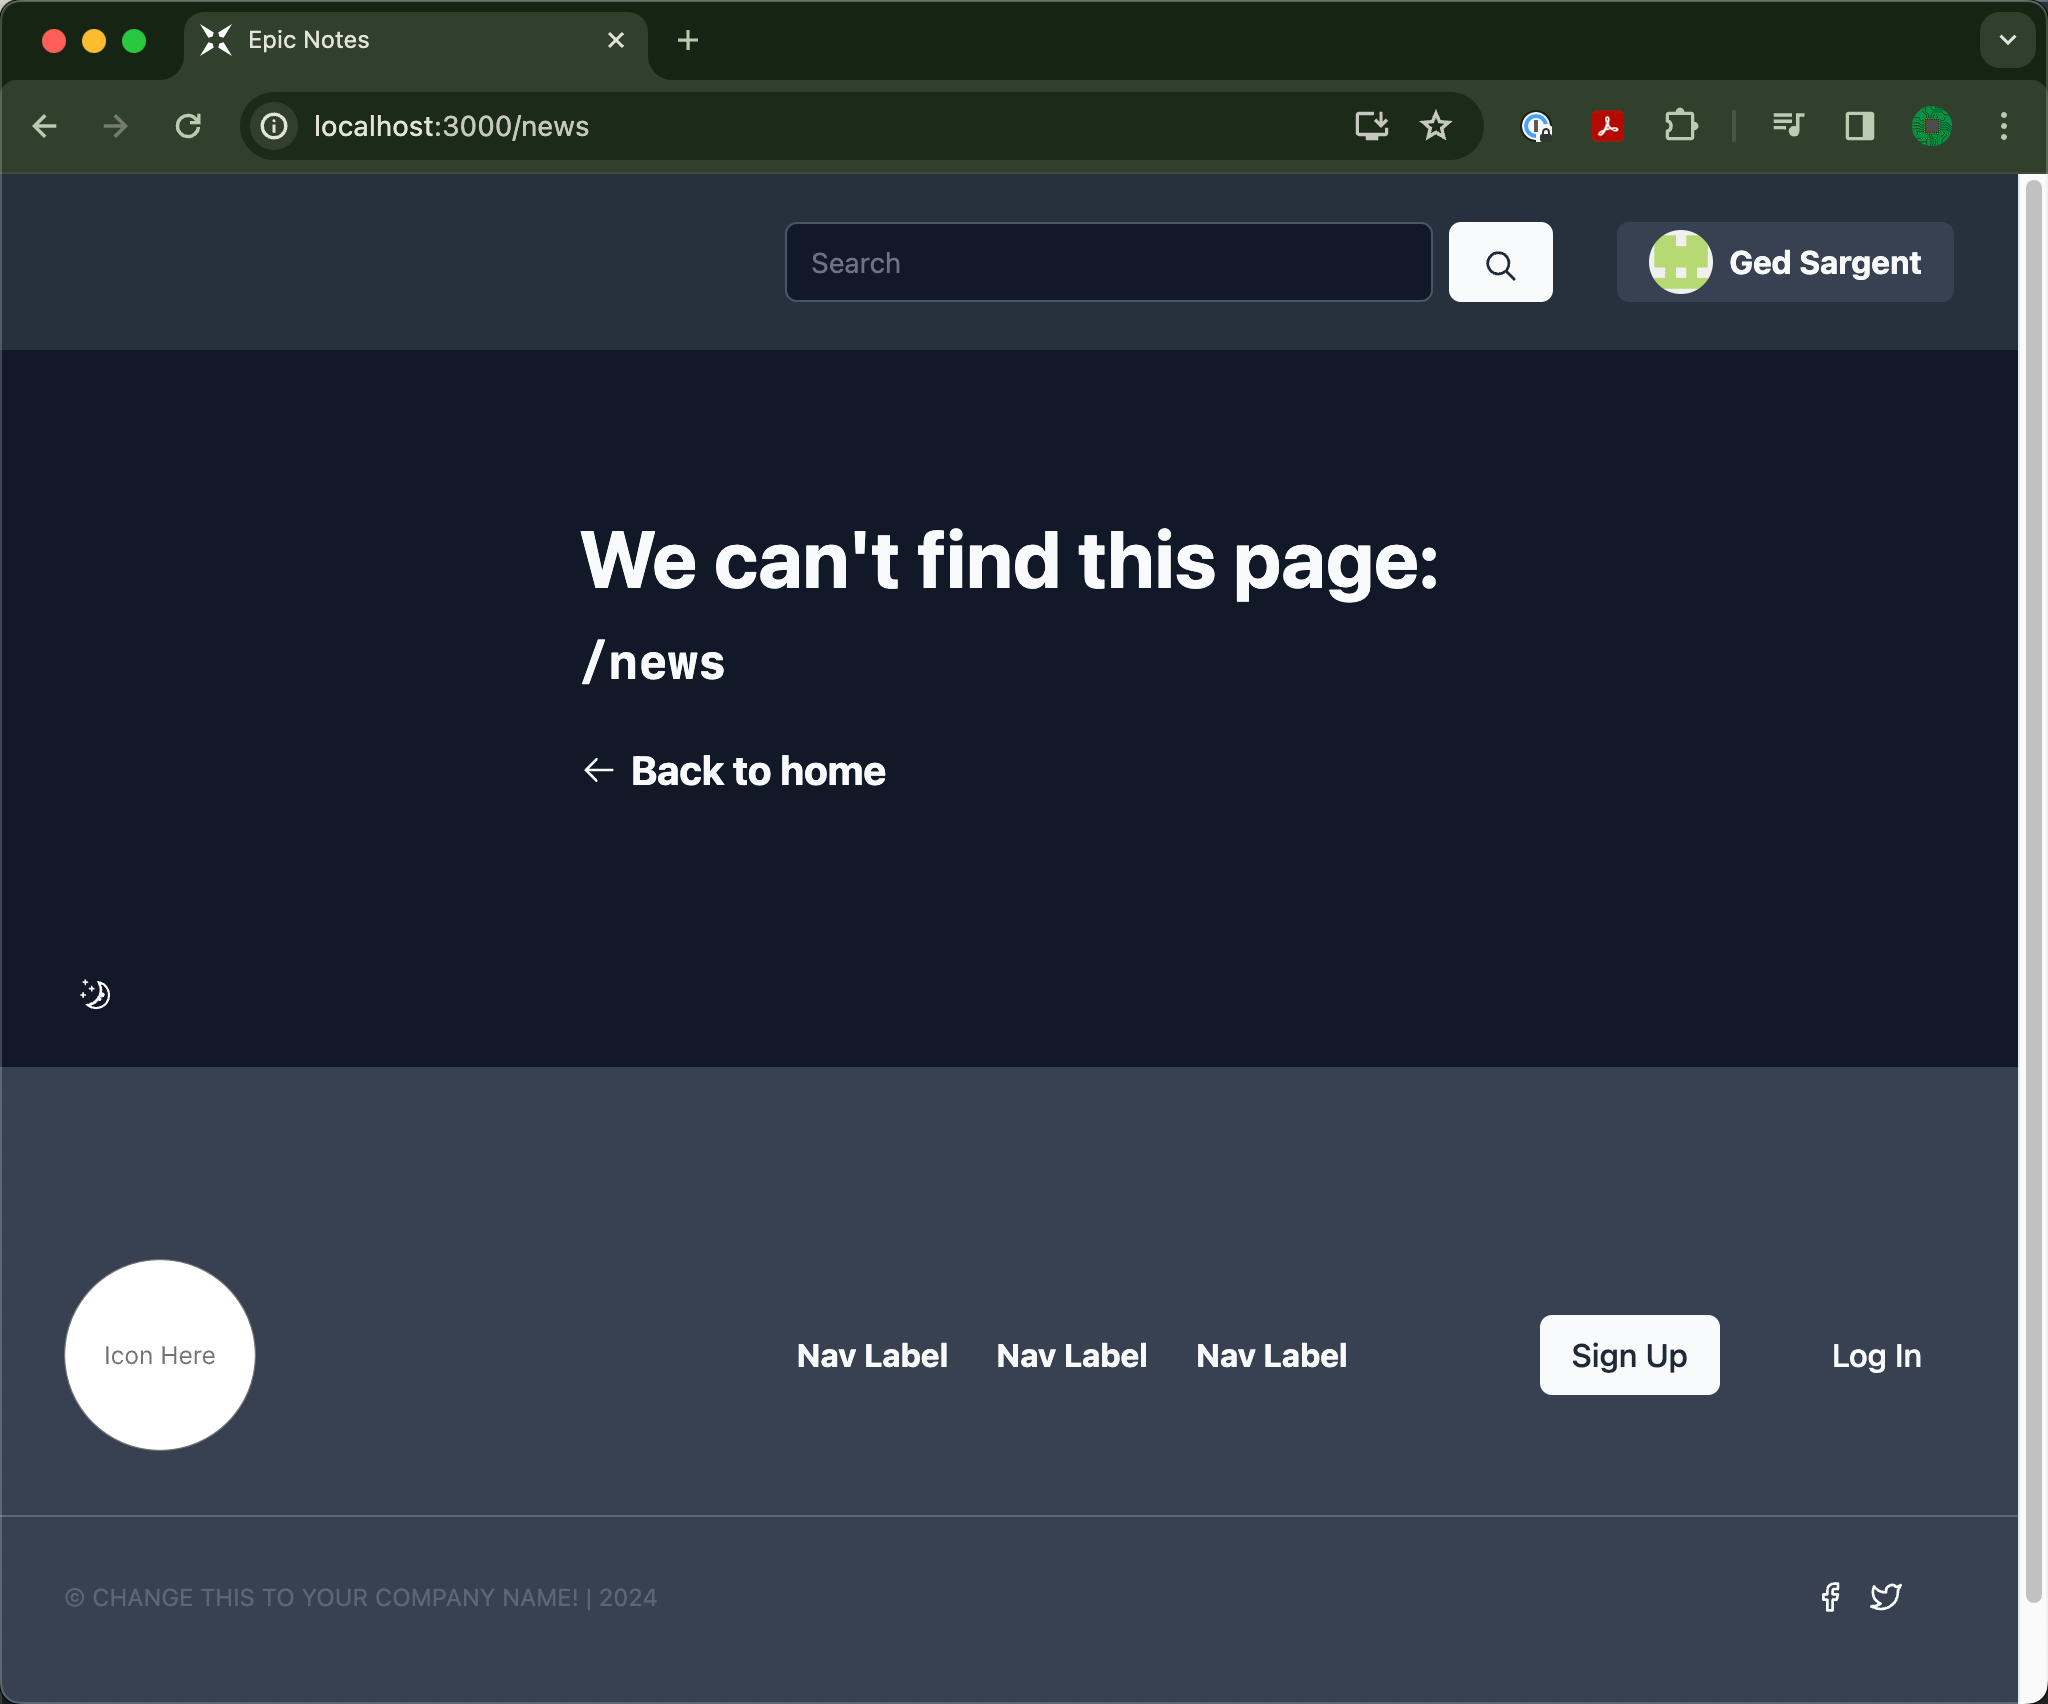 Epic Notes
localhost:3000/news
Search
Ged Sargent
We can't find this page:
/news
Back to home
Icon Here
Nav Label Nav Label Nav Label
Sign Up
Log In
© CHANGE THIS TO YOUR COMPANY NAME! | 2024